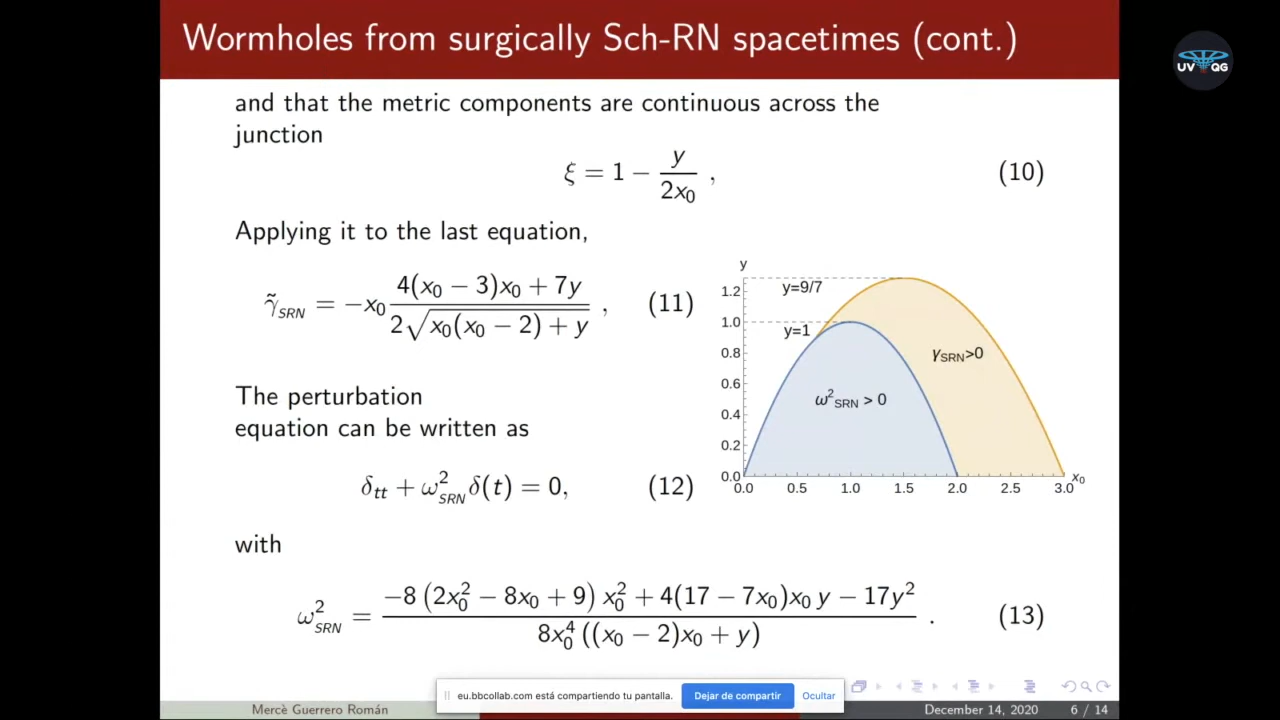 Wormholes from surgically Sch-RN spacetimes (cont.)
UV QG
and that the metric components are continuous across the
junction
ξ = 1 − y/2x₀ , (10)
Applying it to the last equation,
γ̃_SRN = −x₀ (4(x₀ − 3)x₀ + 7y)/(2√(x₀(x₀ − 2) + y)) , (11)
The perturbation
equation can be written as
δ_tt + ω²_SRN δ(t) = 0, (12)
with
ω²_SRN = (−8 (2x₀² − 8x₀ + 9) x₀² + 4(17 − 7x₀)x₀ y − 17y²)/(8x₀⁴ ((x₀ − 2)x₀ + y)) . (13)
y
1.2
1.0
0.8
0.6
0.4
0.2
0.0
y=9/7
y=1
γ_SRN>0
ω²_SRN > 0
0.0 0.5 1.0 1.5 2.0 2.5 3.0 x₀
eu.bbcollab.com está compartiendo tu pantalla. Dejar de compartir Ocultar
Mercè Guerrero Román December 14, 2020 6 / 14